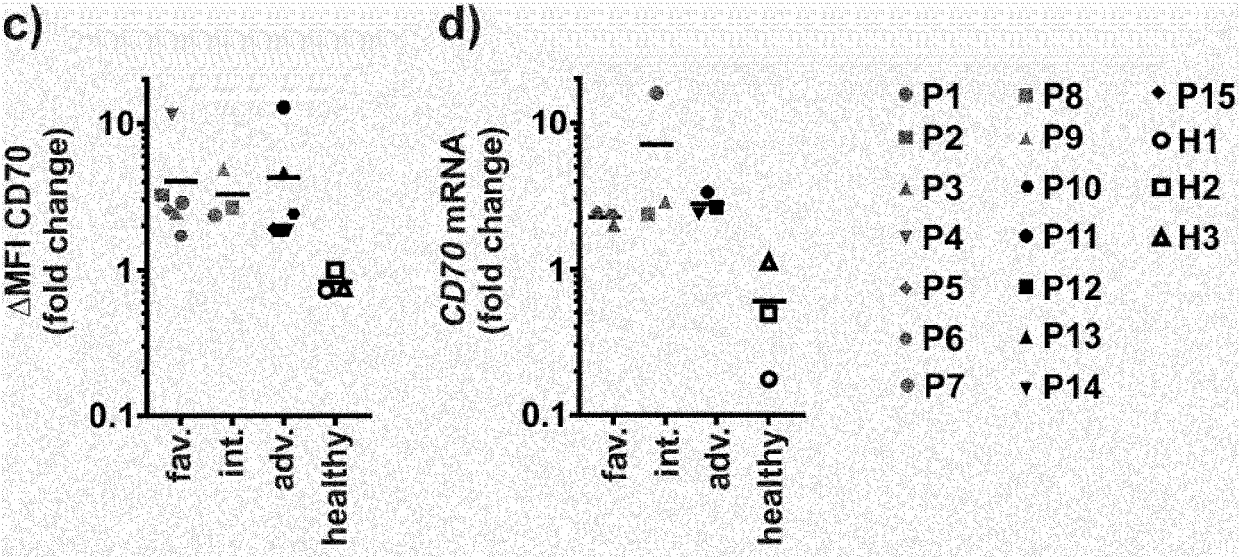 c)
ΔMFI CD70
(fold change)
10
1
0.1
fav.
int.
adv.
healthy
d)
CD70 mRNA
(fold change)
10
1
0.1
fav.
int.
adv.
healthy
P1
P2
P3
P4
P5
P6
P7
P8
P9
P10
P11
P12
P13
P14
P15
H1
H2
H3